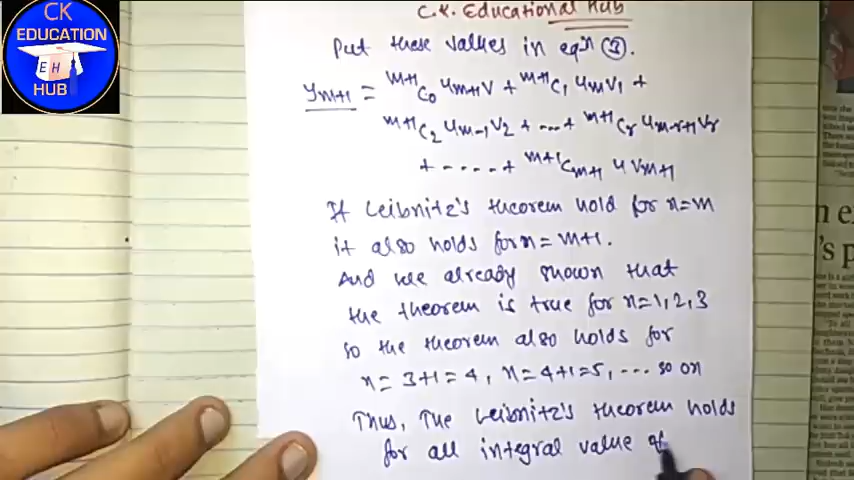 CK
EDUCATION
EH
HUB
C.K. Educational Hub
Put these values in eqn (3).
yₘ₊₁ = ᵐ⁺¹C₀ uₘ₊₁V + ᵐ⁺¹C₁ uₘV₁ +
ᵐ⁺¹C₂ uₘ₋₁V₂ + ... + ᵐ⁺¹Cᵣ uₘ₋ᵣ₊₁Vᵣ
+ ..... + ᵐ⁺¹Cₘ₊₁ u Vₘ₊₁
If Leibnitz's theorem hold for n=m
it also holds for n = m+1.
And we already shown that
the theorem is true for n=1,2,3
so the theorem also holds for
n = 3+1 = 4, n = 4+1 = 5, ... so on
Thus, The Leibnitz's theorem holds
for all integral value of